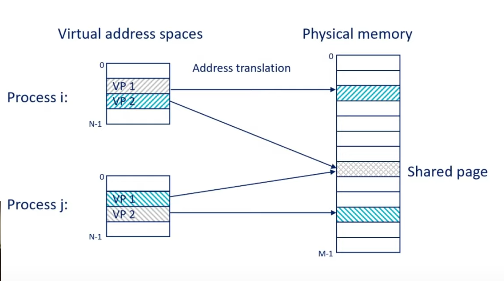 Virtual address spaces
Physical memory
0
0
Address translation
VP 1
Process i:
VP 2
N-1
Shared page
0
Process j:
VP 1
VP 2
N-1
M-1